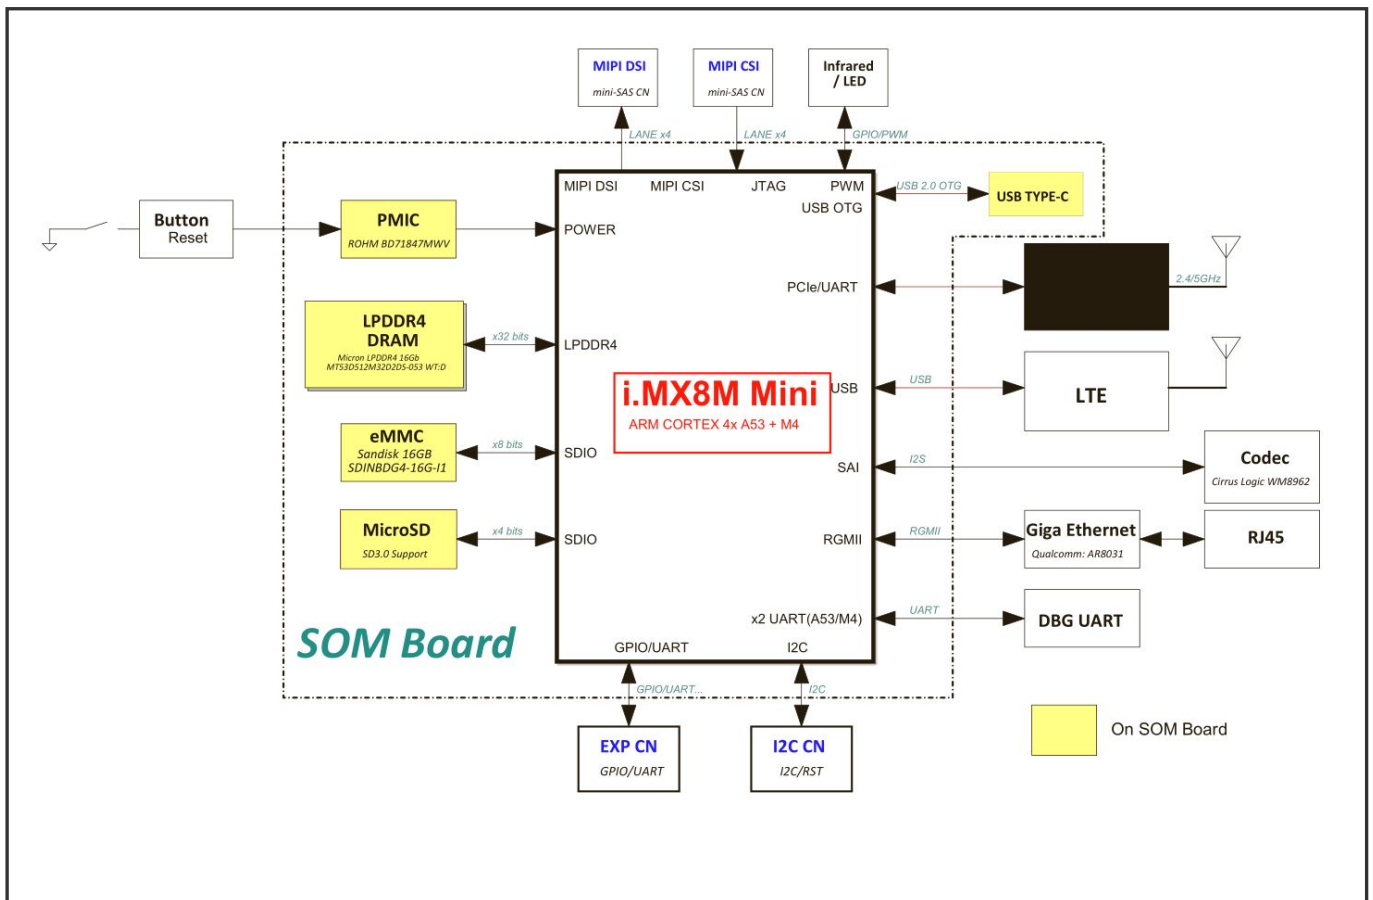 MIPI DSI
mini-SAS CN
MIPI CSI
mini-SAS CN
Infrared
/ LED
LANE x4
LANE x4
GPIO/PWM
MIPI DSI
MIPI CSI
JTAG
PWM
USB OTG
USB 2.0 OTG
USB TYPE-C
Button
Reset
PMIC
ROHM BD71847MWV
POWER
PCIe/UART
2.4/5GHz
LPDDR4
DRAM
Micron LPDDR4 16Gb
MT53D512M32D2DS-053 WT:D
x32 bits
LPDDR4
i.MX8M Mini
ARM CORTEX 4x A53 + M4
USB
USB
LTE
eMMC
Sandisk 16GB
SDINBDG4-16G-I1
x8 bits
SDIO
SAI
I2S
Codec
Cirrus Logic WM8962
MicroSD
SD3.0 Support
x4 bits
SDIO
RGMII
RGMII
Giga Ethernet
Qualcomm: AR8031
RJ45
x2 UART(A53/M4)
UART
DBG UART
SOM Board
GPIO/UART
I2C
GPIO/UART...
I2C
EXP CN
GPIO/UART
I2C CN
I2C/RST
On SOM Board